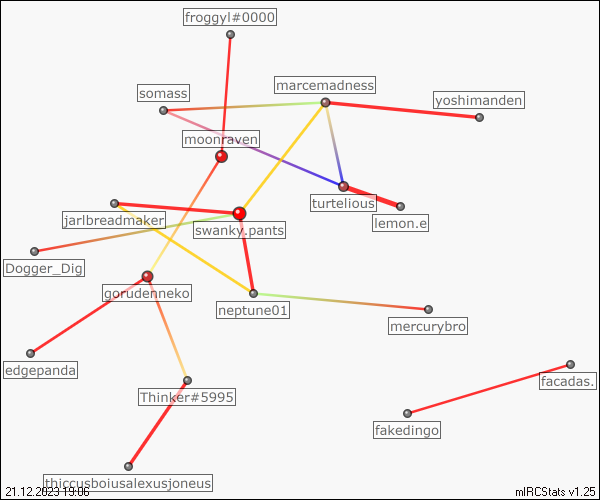 froggyl#0000
marcemadness
somass
yoshimanden
moonraven
turtelious
lemon.e
jarlbreadmaker
swanky.pants
Dogger_Dig
gorudenneko
neptune01
mercurybro
edgepanda
facadas.
Thinker#5995
fakedingo
thiccusboiusalexusjoneus
21.12.2023 19:06
mIRCStats v1.25